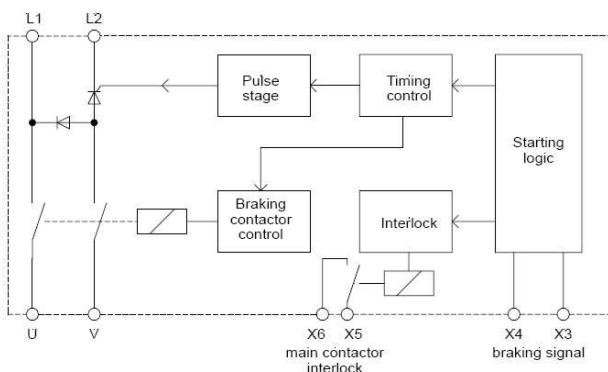 L1 L2
Pulse
stage
Timing
control
Starting
logic
Braking
contactor
control
Interlock
U V X6 X5 X4 X3
main contactor
interlock
braking signal